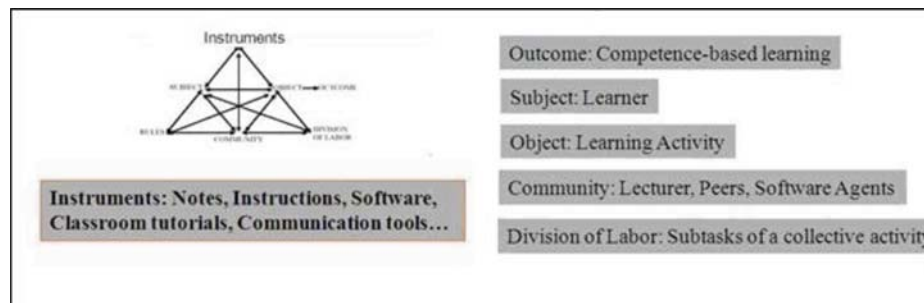 Instruments
SUBJECT
OBJECT
OUTCOME
RULES
COMMUNITY
DIVISION
OF LABOR
Instruments: Notes, Instructions, Software,
Classroom tutorials, Communication tools…
Outcome: Competence-based learning
Subject: Learner
Object: Learning Activity
Community: Lecturer, Peers, Software Agents
Division of Labor: Subtasks of a collective activity